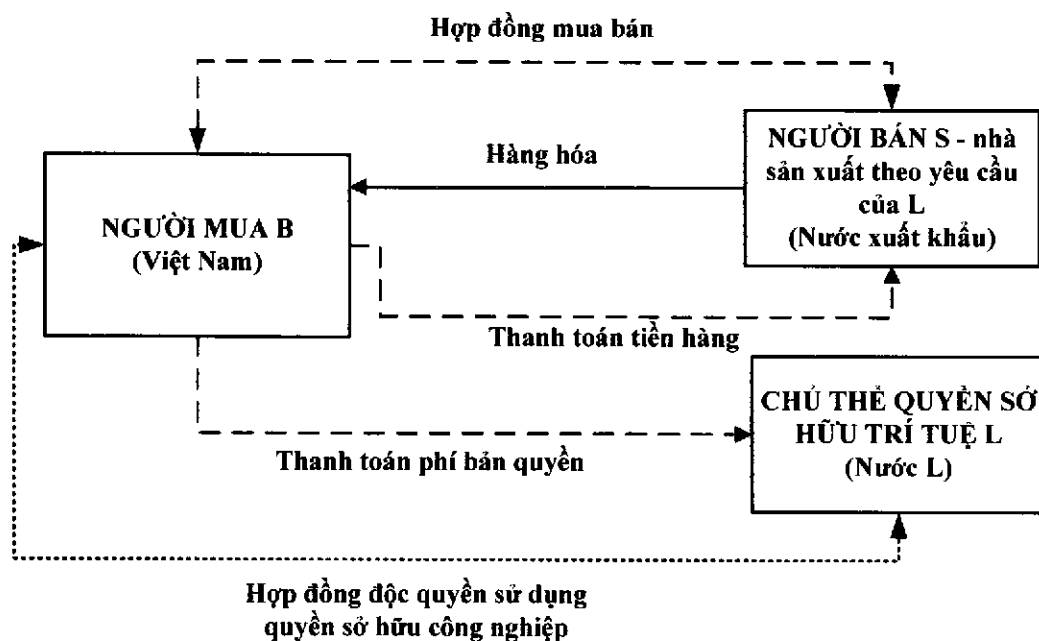 Hợp đồng mua bán
NGƯỜI BÁN S - nhà
sản xuất theo yêu cầu
của L
(Nước xuất khẩu)
Hàng hóa
NGƯỜI MUA B
(Việt Nam)
Thanh toán tiền hàng
CHỦ THỂ QUYỀN SỞ
HỮU TRÍ TUỆ L
(Nước L)
Thanh toán phí bản quyền
Hợp đồng độc quyền sử dụng
quyền sở hữu công nghiệp